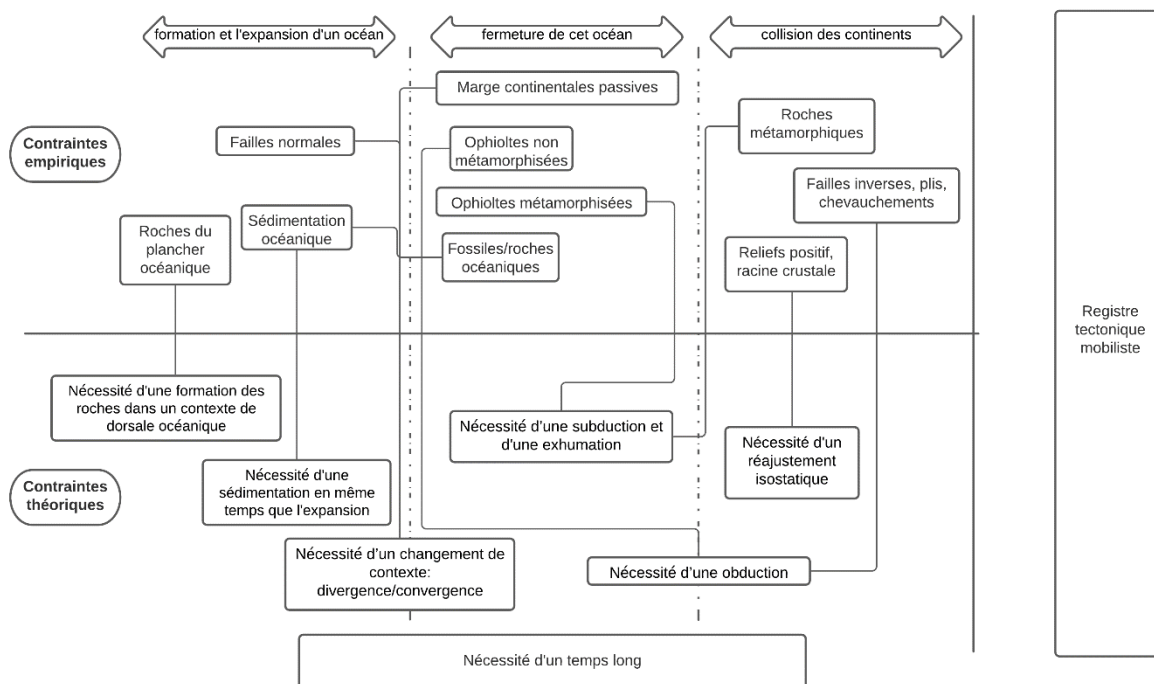 formation et l'expansion d'un océan
fermeture de cet océan
collision des continents
Contraintes
empiriques
Marge continentales passives
Failles normales
Ophioltes non
métamorphisées
Roches
métamorphiques
Ophioltes métamorphisées
Failles inverses, plis,
chevauchements
Roches du
plancher
océanique
Sédimentation
océanique
Fossiles/roches
océaniques
Reliefs positif,
racine crustale
Registre
tectonique
mobiliste
Contraintes
théoriques
Nécessité d'une formation des
roches dans un contexte de
dorsale océanique
Nécessité d'une
sédimentation en même
temps que l'expansion
Nécessité d'une subduction et
d'une exhumation
Nécessité d'un
réajustement
isostatique
Nécessité d'un changement de
contexte:
divergence/convergence
Nécessité d'une obduction
Nécessité d'un temps long